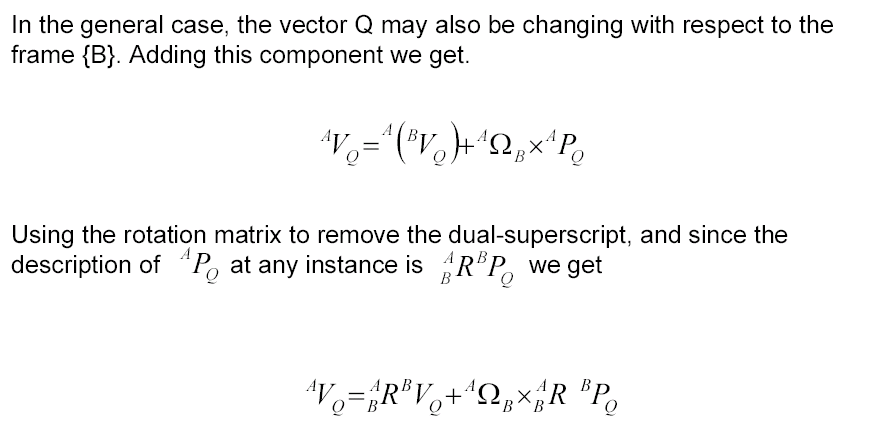 In the general case, the vector Q may also be changing with respect to the
frame {B}. Adding this component we get.
$^{A}V_{Q} = {}^{A}\left({}^{B}V_{Q}\right) + {}^{A}\Omega_{B} \times {}^{A}P_{Q}$
Using the rotation matrix to remove the dual-superscript, and since the
description of $^{A}P_{Q}$ at any instance is $^{A}_{B}R\,{}^{B}P_{Q}$ we get
$^{A}V_{Q} = {}^{A}_{B}R\,{}^{B}V_{Q} + {}^{A}\Omega_{B} \times {}^{A}_{B}R\ {}^{B}P_{Q}$